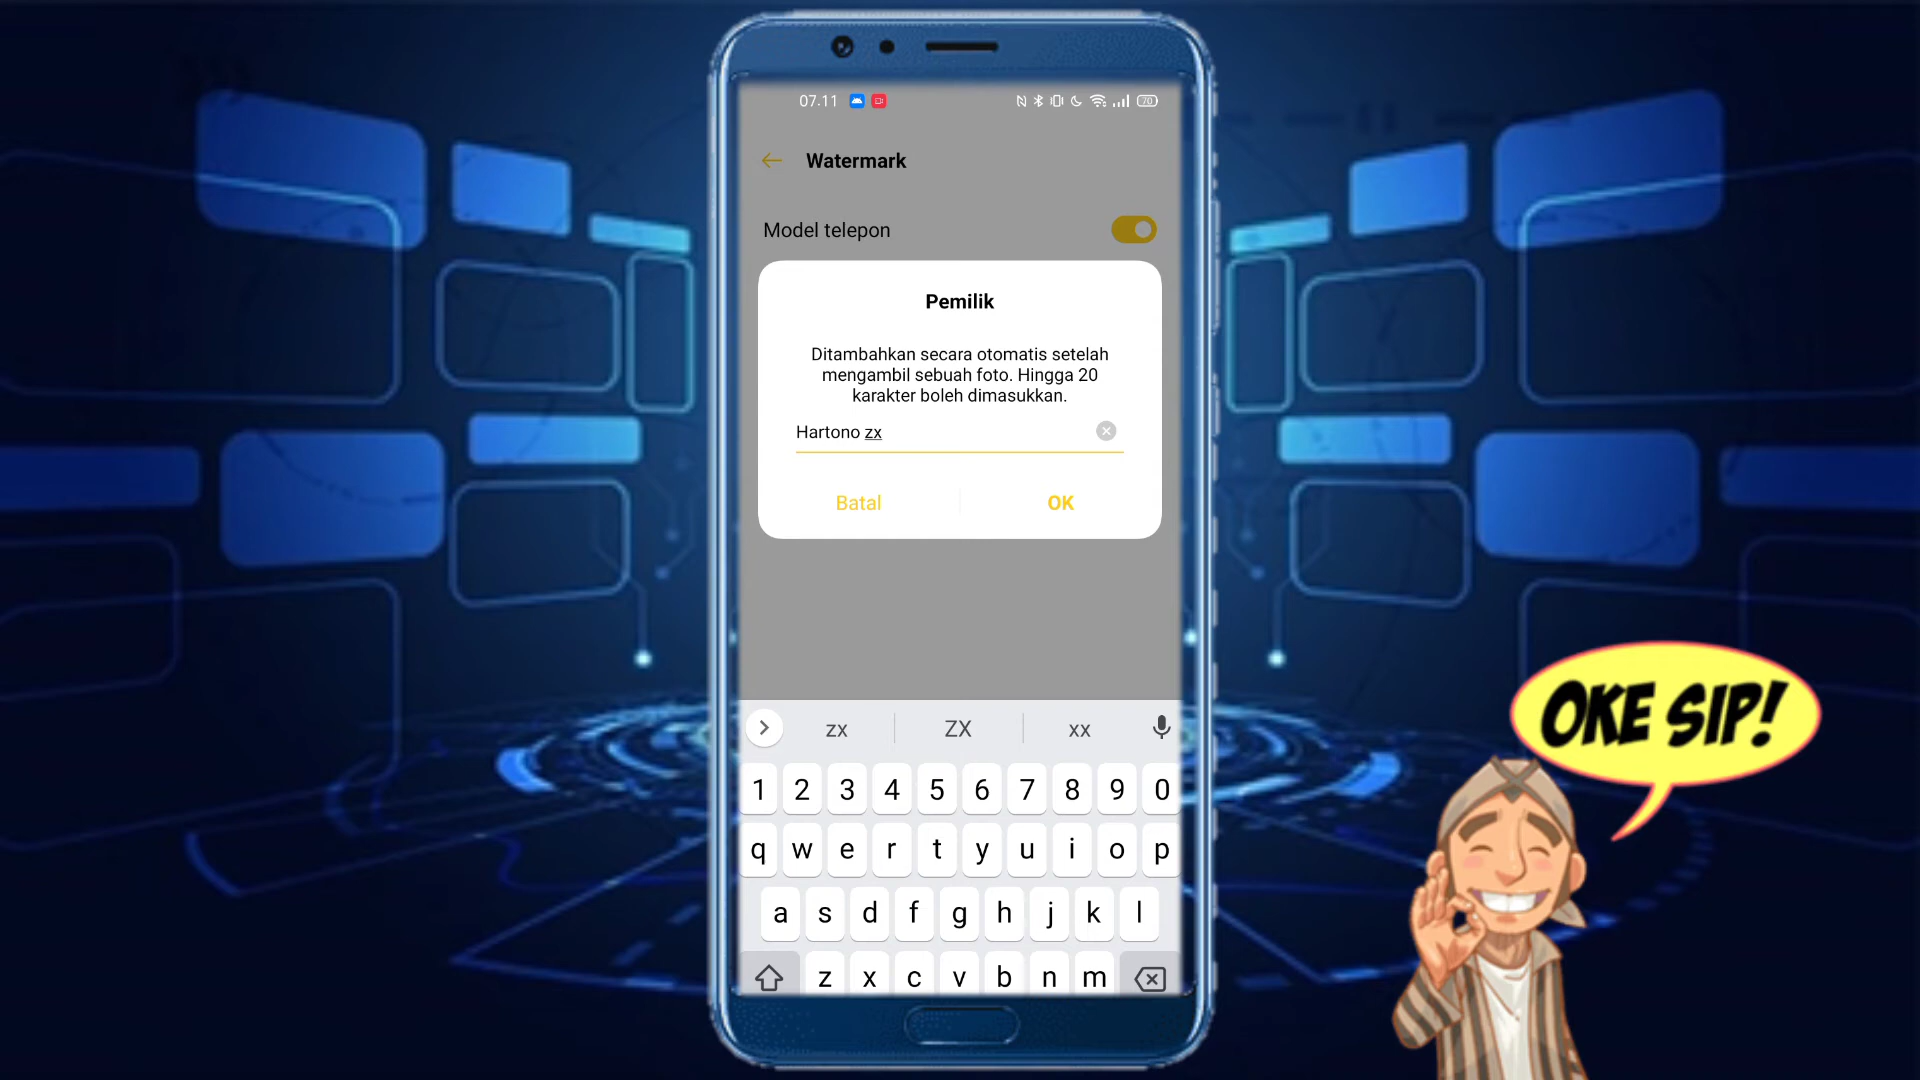 07.11
70
Watermark
Model telepon
Pemilik
Ditambahkan secara otomatis setelah
mengambil sebuah foto. Hingga 20
karakter boleh dimasukkan.
Hartono zx
Batal
OK
zx
ZX
xx
1 2 3 4 5 6 7 8 9 0
q w e r t y u i o p
a s d f g h j k l
z x c v b n m
OKE SIP!